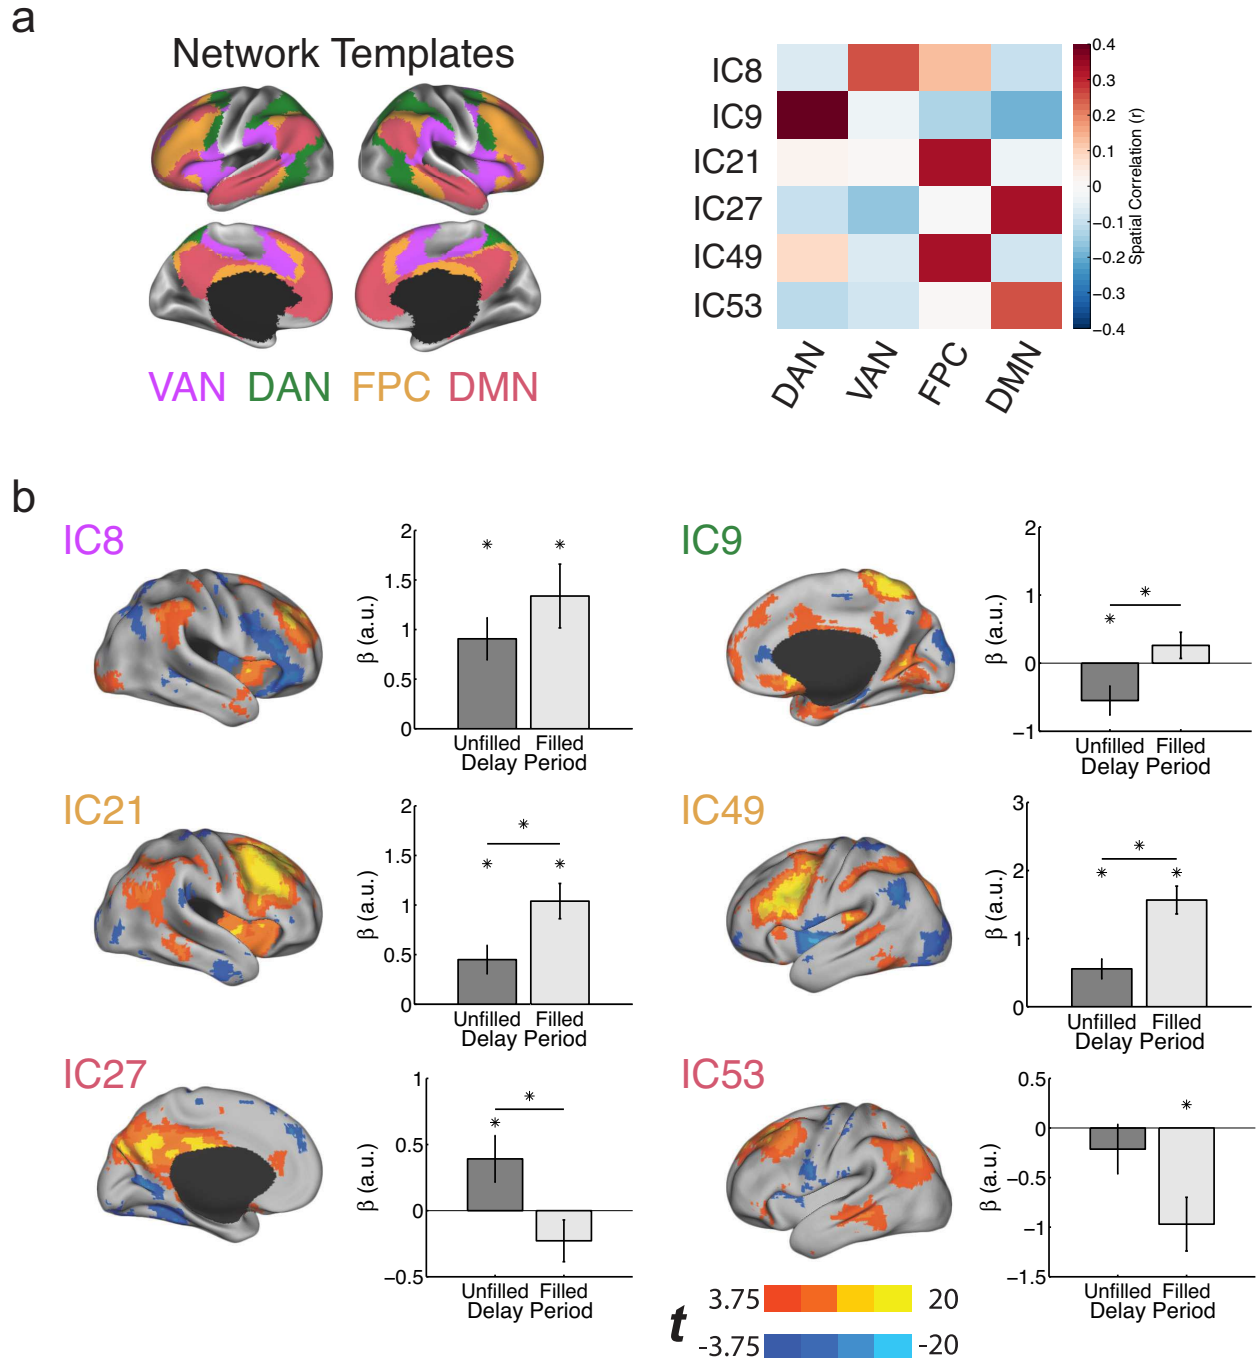 a
Network Templates
VAN DAN FPC DMN
IC8
IC9
IC21
IC27
IC49
IC53
DAN
VAN
FPC
DMN
0.4
0.3
0.2
0.1
0
−0.1
−0.2
−0.3
−0.4
Spatial Correlation (r)
b
IC8
β (a.u.)
2
1.5
1
0.5
0
* *
Unfilled Filled
Delay Period
IC9
β (a.u.)
2
1
0
−1
*
*
Unfilled Filled
Delay Period
IC21
β (a.u.)
2
1.5
1
0.5
0
*
* *
Unfilled Filled
Delay Period
IC49
β (a.u.)
3
2
1
0
*
* *
Unfilled Filled
Delay Period
IC27
β (a.u.)
1
0.5
0
−0.5
*
*
Unfilled Filled
Delay Period
IC53
β (a.u.)
0.5
0
−0.5
−1
−1.5
*
Unfilled Filled
Delay Period
t
3.75 20
-3.75 -20